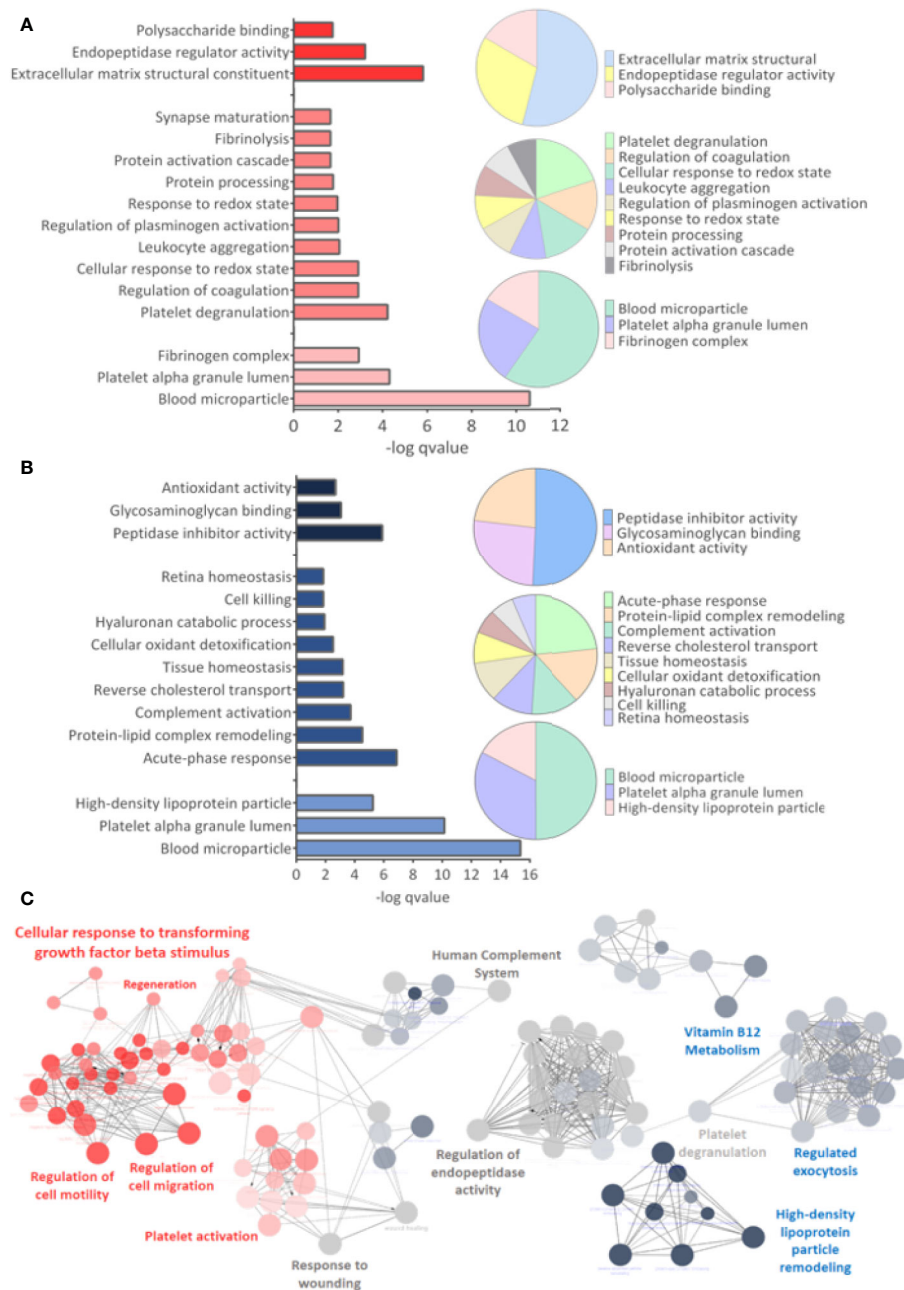 A
Polysaccharide binding
Endopeptidase regulator activity
Extracellular matrix structural constituent
Synapse maturation
Fibrinolysis
Protein activation cascade
Protein processing
Response to redox state
Regulation of plasminogen activation
Leukocyte aggregation
Cellular response to redox state
Regulation of coagulation
Platelet degranulation
Fibrinogen complex
Platelet alpha granule lumen
Blood microparticle
0 2 4 6 8 10 12
-log qvalue
Extracellular matrix structural
Endopeptidase regulator activity
Polysaccharide binding
Platelet degranulation
Regulation of coagulation
Cellular response to redox state
Leukocyte aggregation
Regulation of plasminogen activation
Response to redox state
Protein processing
Protein activation cascade
Fibrinolysis
Blood microparticle
Platelet alpha granule lumen
Fibrinogen complex
B
Antioxidant activity
Glycosaminoglycan binding
Peptidase inhibitor activity
Retina homeostasis
Cell killing
Hyaluronan catabolic process
Cellular oxidant detoxification
Tissue homeostasis
Reverse cholesterol transport
Complement activation
Protein-lipid complex remodeling
Acute-phase response
High-density lipoprotein particle
Platelet alpha granule lumen
Blood microparticle
0 2 4 6 8 10 12 14 16
-log qvalue
Peptidase inhibitor activity
Glycosaminoglycan binding
Antioxidant activity
Acute-phase response
Protein-lipid complex remodeling
Complement activation
Reverse cholesterol transport
Tissue homeostasis
Cellular oxidant detoxification
Hyaluronan catabolic process
Cell killing
Retina homeostasis
Blood microparticle
Platelet alpha granule lumen
High-density lipoprotein particle
C
Cellular response to transforming
growth factor beta stimulus
Regeneration
Human Complement
System
Vitamin B12
Metabolism
Regulation of
cell motility
Regulation of
cell migration
Platelet activation
Response to
wounding
wound healing
Regulation of
endopeptidase
activity
Platelet
degranulation
Regulated
exocytosis
High-density
lipoprotein
particle
remodeling